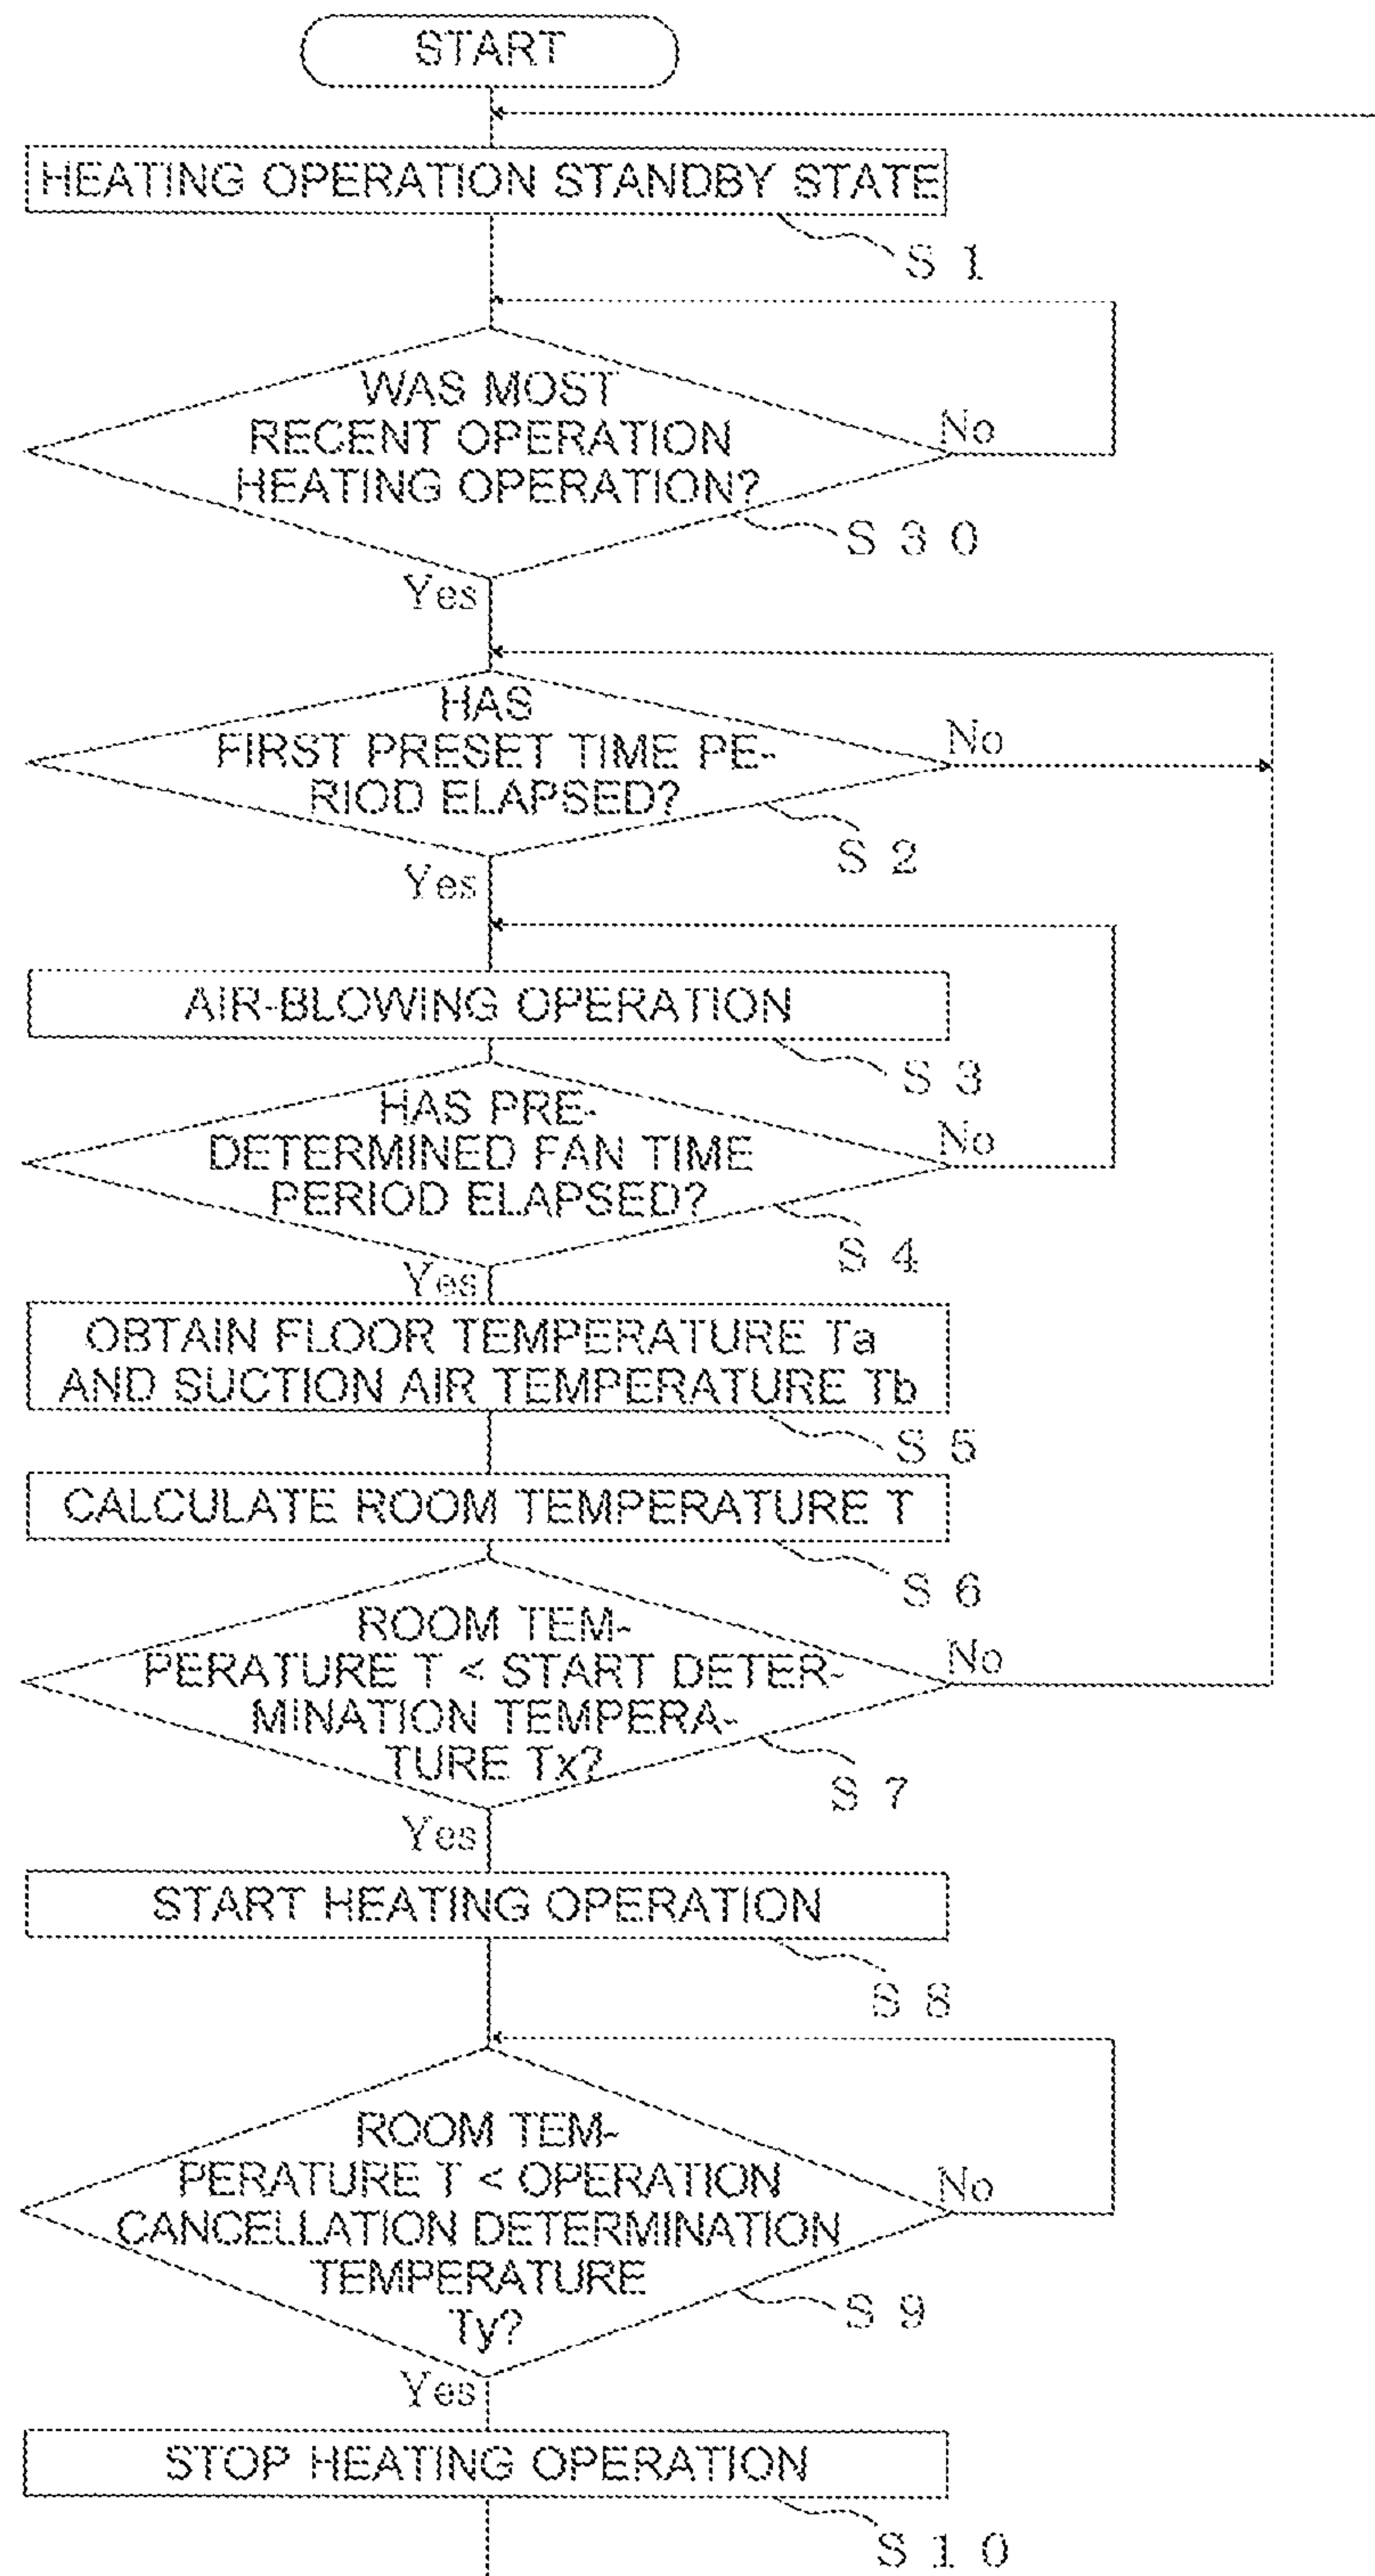 START
HEATING OPERATION STANDBY STATE
S 1
WAS MOST
RECENT OPERATION
HEATING OPERATION?
No
S 3 0
Yes
HAS
FIRST PRESET TIME PE-
RIOD ELAPSED?
No
S 2
Yes
AIR-BLOWING OPERATION
S 3
HAS PRE-
DETERMINED FAN TIME
PERIOD ELAPSED?
No
S 4
Yes
OBTAIN FLOOR TEMPERATURE Ta
AND SUCTION AIR TEMPERATURE Tb
S 5
CALCULATE ROOM TEMPERATURE T
S 6
ROOM TEM-
PERATURE T < START DETER-
MINATION TEMPERA-
TURE Tx?
No
S 7
Yes
START HEATING OPERATION
S 8
ROOM TEM-
PERATURE T < OPERATION
CANCELLATION DETERMINATION
TEMPERATURE
Ty?
No
S 9
Yes
STOP HEATING OPERATION
S 1 0